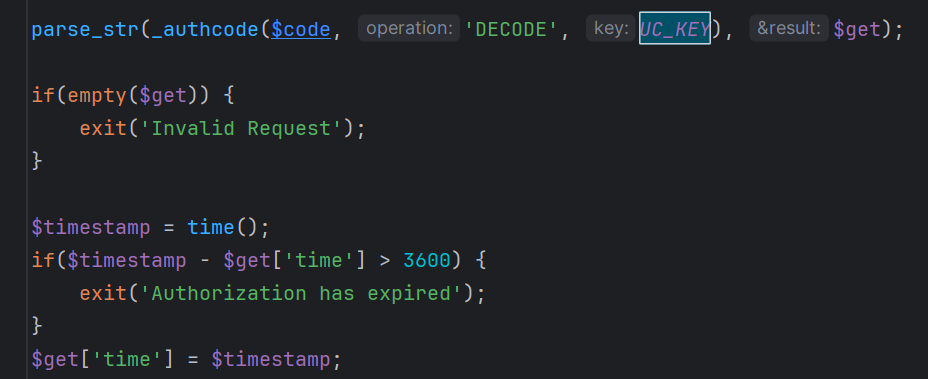 parse_str(_authcode($code, operation: 'DECODE', key: UC_KEY), &result: $get);
if(empty($get)) {
    exit('Invalid Request');
}
$timestamp = time();
if($timestamp - $get['time'] > 3600) {
    exit('Authorization has expired');
}
$get['time'] = $timestamp;